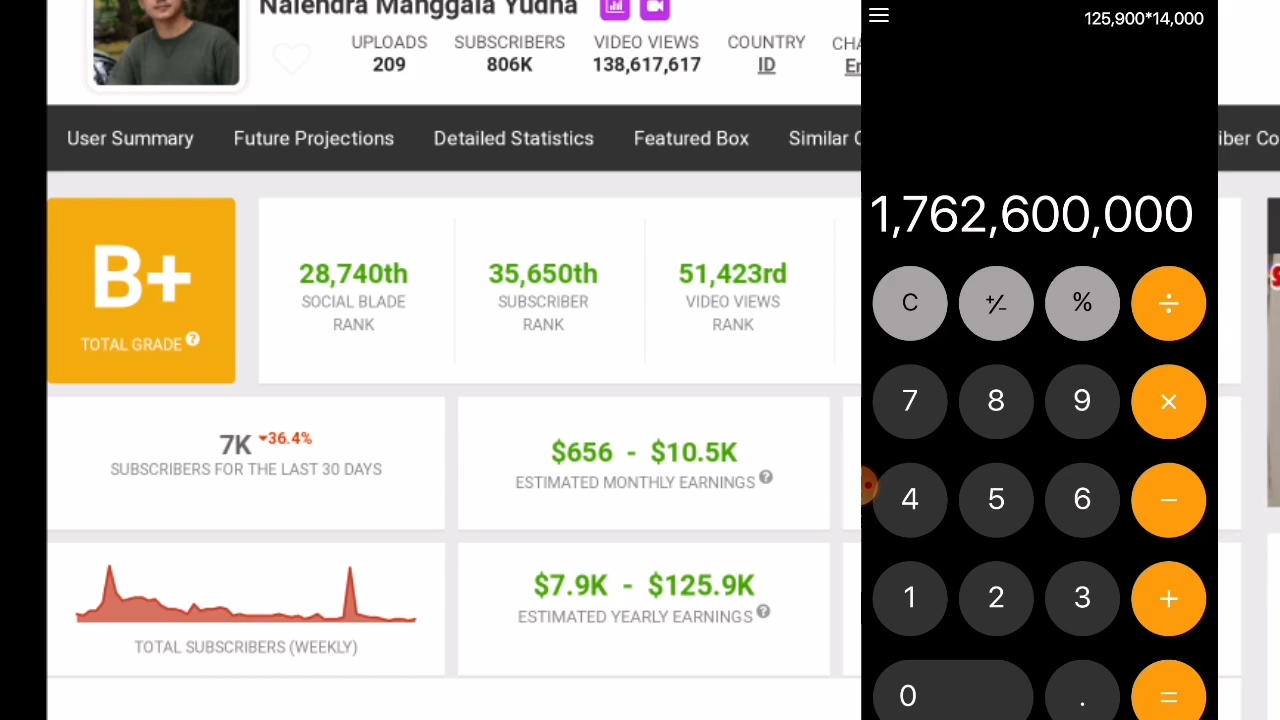 Nalendra Manggala Yudha
UPLOADS
209
SUBSCRIBERS
806K
VIDEO VIEWS
138,617,617
COUNTRY
ID
User Summary
Future Projections
Detailed Statistics
Featured Box
Similar
B+
TOTAL GRADE ?
28,740th
SOCIAL BLADE
RANK
35,650th
SUBSCRIBER
RANK
51,423rd
VIDEO VIEWS
RANK
7K 36.4%
SUBSCRIBERS FOR THE LAST 30 DAYS
$656 - $10.5K
ESTIMATED MONTHLY EARNINGS ?
TOTAL SUBSCRIBERS (WEEKLY)
$7.9K - $125.9K
ESTIMATED YEARLY EARNINGS ?
125,900*14,000
1,762,600,000
C +/− % ÷
7 8 9 ×
4 5 6 −
1 2 3 +
0 . =